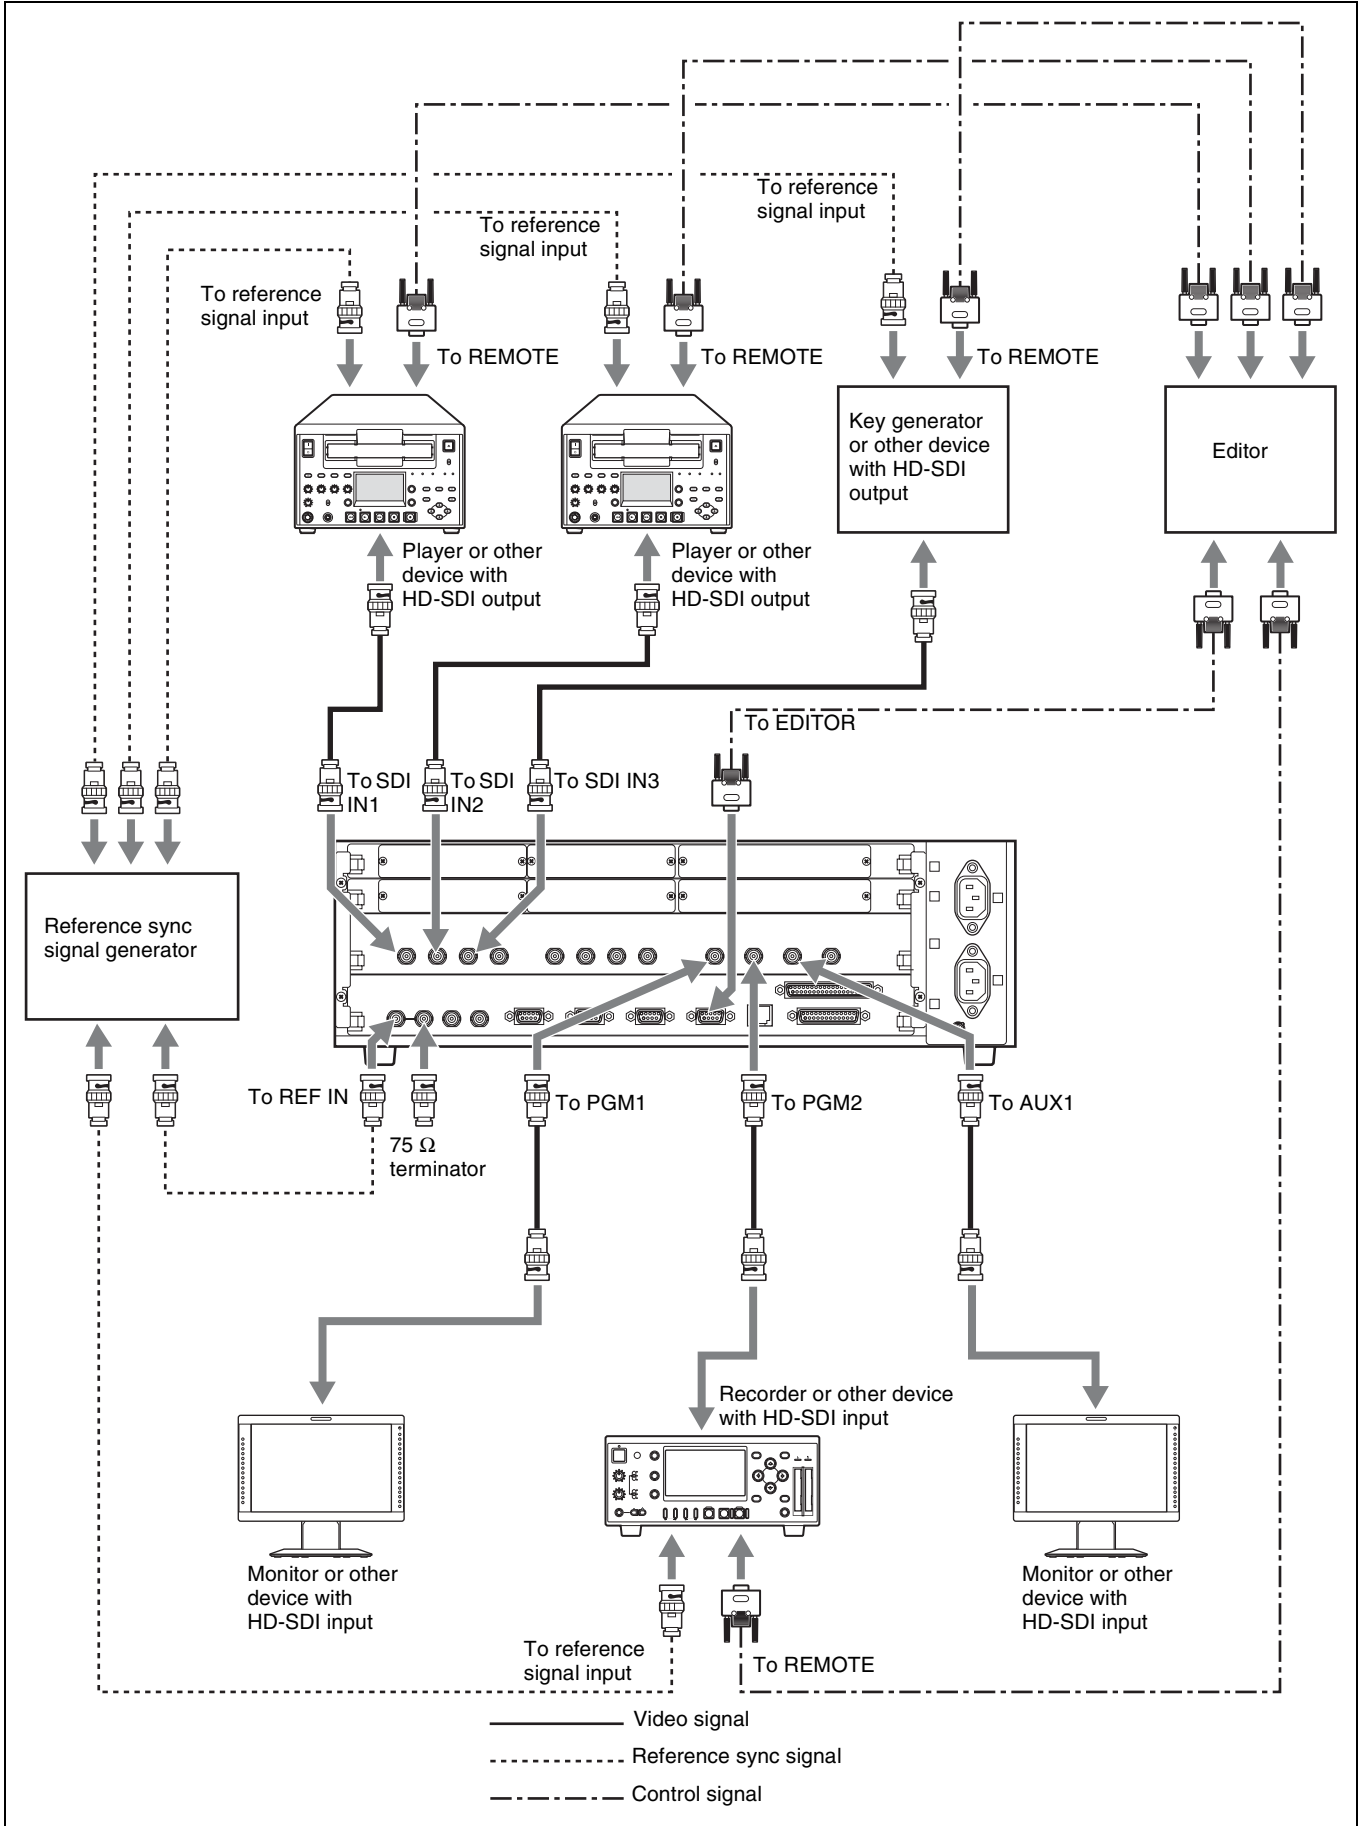 To reference
signal input
To reference
signal input
To reference
signal input
To REMOTE
To REMOTE
To REMOTE
Key generator
or other device
with HD-SDI
output
Editor
Player or other
device with
HD-SDI output
Player or other
device with
HD-SDI output
To EDITOR
To SDI
IN1
To SDI
IN2
To SDI IN3
Reference sync
signal generator
To REF IN
75 Ω
terminator
To PGM1
To PGM2
To AUX1
Recorder or other device
with HD-SDI input
Monitor or other
device with
HD-SDI input
Monitor or other
device with
HD-SDI input
To reference
signal input
To REMOTE
Video signal
Reference sync signal
Control signal